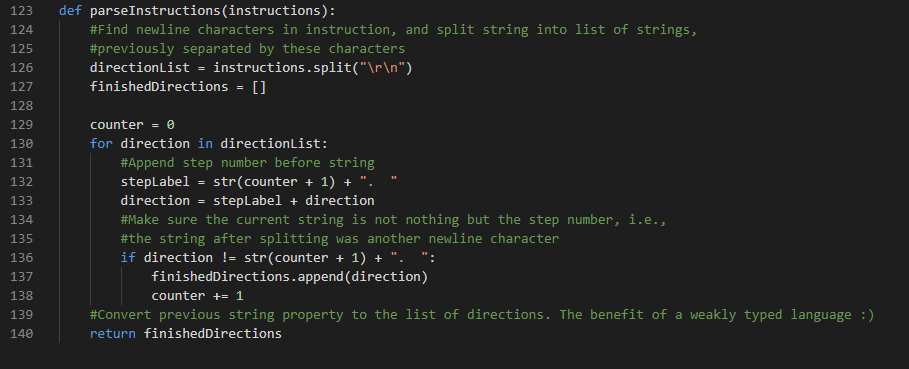 123 def parseInstructions(instructions):
124     #Find newline characters in instruction, and split string into list of strings,
125     #previously separated by these characters
126     directionList = instructions.split("\r\n")
127     finishedDirections = []
128
129     counter = 0
130     for direction in directionList:
131         #Append step number before string
132         stepLabel = str(counter + 1) + ".  "
133         direction = stepLabel + direction
134         #Make sure the current string is not nothing but the step number, i.e.,
135         #the string after splitting was another newline character
136         if direction != str(counter + 1) + ".  ":
137             finishedDirections.append(direction)
138             counter += 1
139     #Convert previous string property to the list of directions. The benefit of a weakly typed language :)
140     return finishedDirections